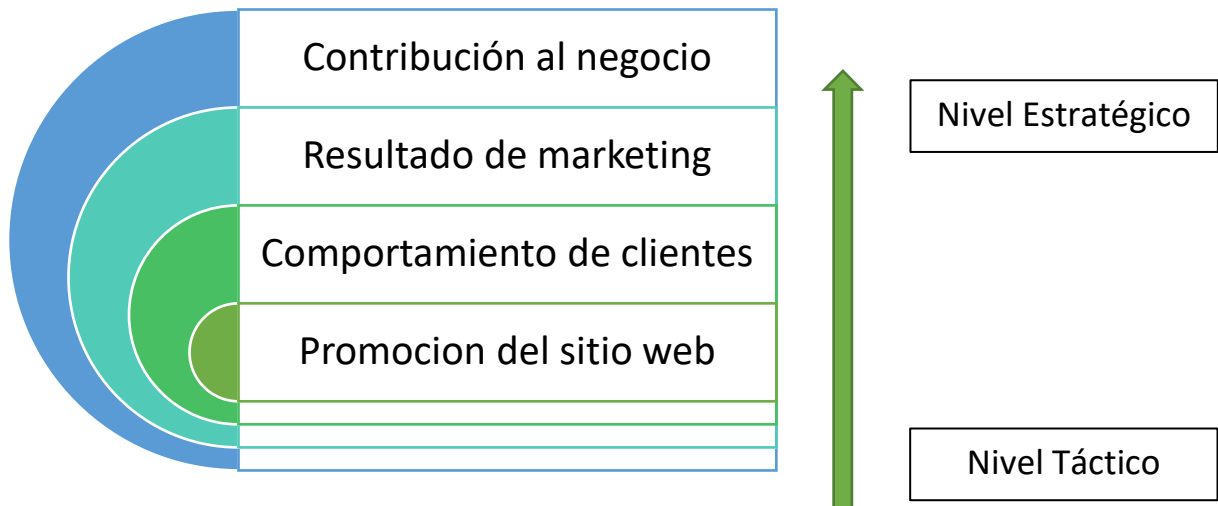 Contribución al negocio
Nivel Estratégico
Resultado de marketing
Comportamiento de clientes
Promocion del sitio web
Nivel Táctico